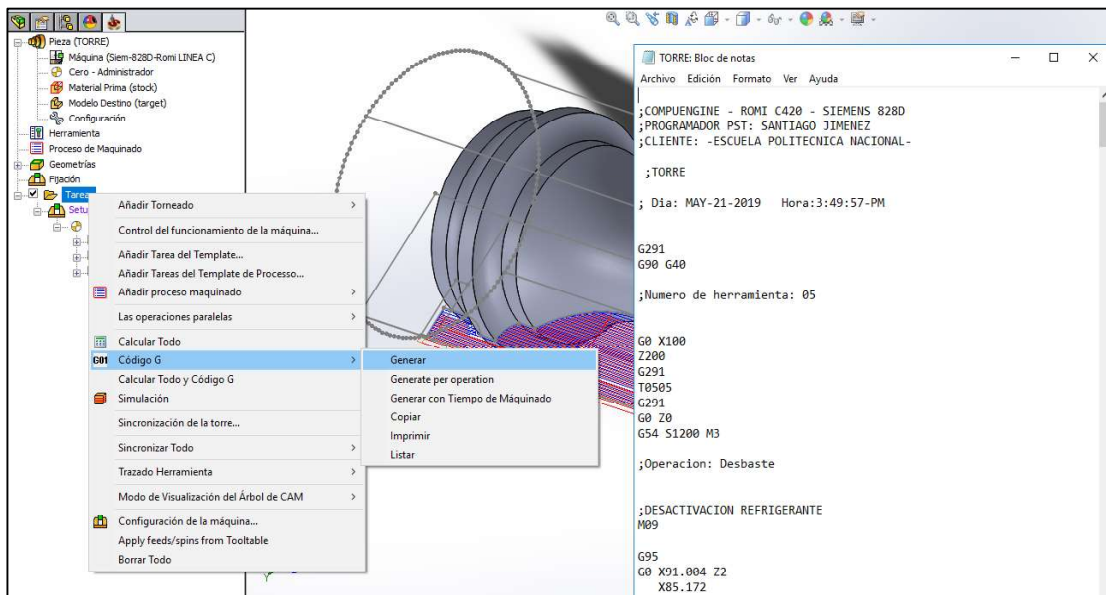 Pieza (TORRE)
Máquina (Siem-828D-Romi LINEA C)
Cero - Administrador
Material Prima (stock)
Modelo Destino (target)
Configuración
Herramienta
Proceso de Maquinado
Geometrías
Fijación
Tarea
Setu
Añadir Torneado
Control del funcionamiento de la máquina...
Añadir Tarea del Template...
Añadir Tareas del Template de Processo...
Añadir proceso maquinado
Las operaciones paralelas
Calcular Todo
G01 Código G
Calcular Todo y Código G
Simulación
Sincronización de la torre...
Sincronizar Todo
Trazado Herramienta
Modo de Visualización del Árbol de CAM
Configuración de la máquina...
Apply feeds/spins from Tooltable
Borrar Todo
Generar
Generate per operation
Generar con Tiempo de Máquinado
Copiar
Imprimir
Listar
TORRE: Bloc de notas
Archivo Edición Formato Ver Ayuda
;COMPUENGINE - ROMI C420 - SIEMENS 828D
;PROGRAMADOR PST: SANTIAGO JIMENEZ
;CLIENTE: -ESCUELA POLITECNICA NACIONAL-
;TORRE
; Dia: MAY-21-2019 Hora:3:49:57-PM
G291
G90 G40
;Numero de herramienta: 05
G0 X100
Z200
G291
T0505
G291
G0 Z0
G54 S1200 M3
;Operacion: Desbaste
;DESACTIVACION REFRIGERANTE
M09
G95
G0 X91.004 Z2
X85.172